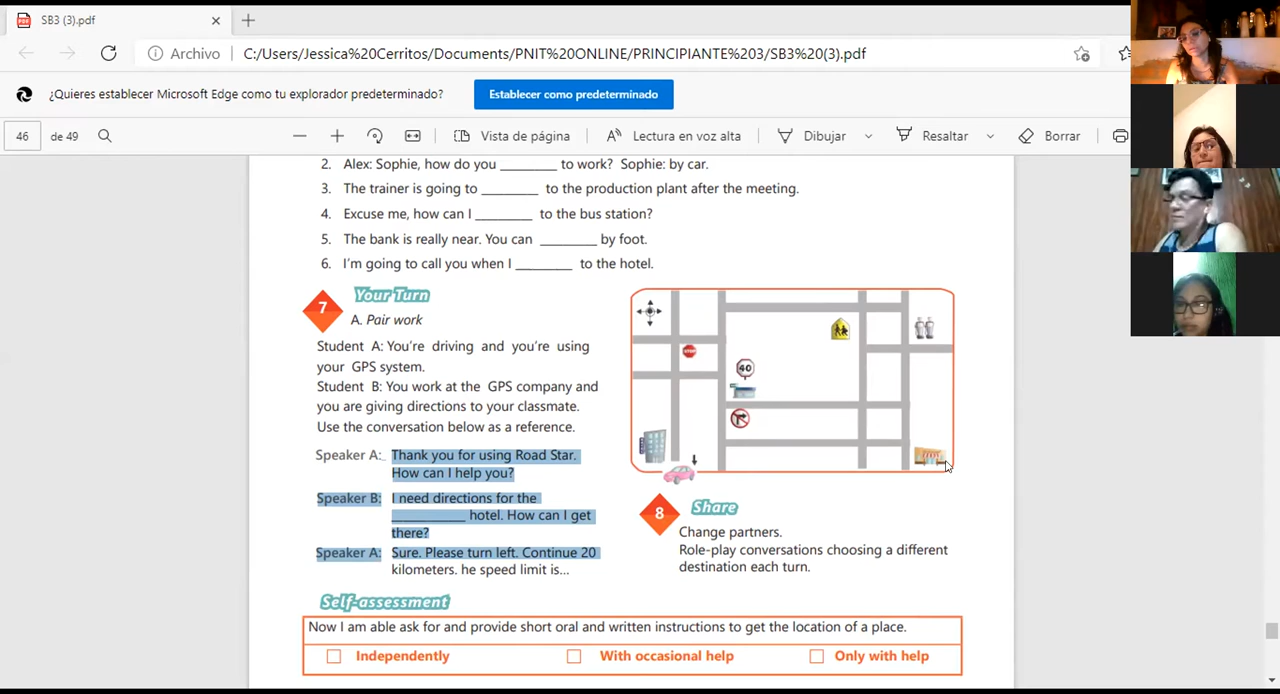 SB3 (3).pdf
Archivo C:/Users/Jessica%20Cerritos/Documents/PNIT%20ONLINE/PRINCIPIANTE%203/SB3%20(3).pdf
¿Quieres establecer Microsoft Edge como tu explorador predeterminado? Establecer como predeterminado
46 de 49 Vista de página Lectura en voz alta Dibujar Resaltar Borrar
2. Alex: Sophie, how do you ________ to work? Sophie: by car.
3. The trainer is going to ________ to the production plant after the meeting.
4. Excuse me, how can I ________ to the bus station?
5. The bank is really near. You can ________ by foot.
6. I'm going to call you when I ________ to the hotel.
7 Your Turn
A. Pair work
Student A: You're driving and you're using
your GPS system.
Student B: You work at the GPS company and
you are giving directions to your classmate.
Use the conversation below as a reference.
Speaker A: Thank you for using Road Star.
How can I help you?
Speaker B: I need directions for the
___________ hotel. How can I get
there?
Speaker A: Sure. Please turn left. Continue 20
kilometers. he speed limit is...
STOP
40
8 Share
Change partners.
Role-play conversations choosing a different
destination each turn.
Self-assessment
Now I am able ask for and provide short oral and written instructions to get the location of a place.
Independently With occasional help Only with help